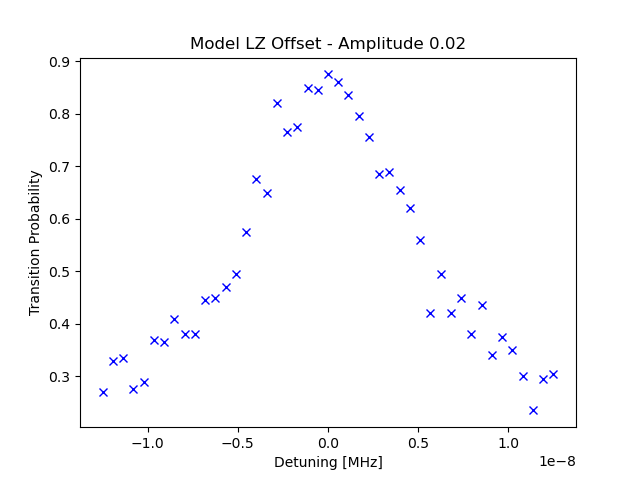 Model LZ Offset - Amplitude 0.02
Transition Probability
0.9
0.8
0.7
0.6
0.5
0.4
0.3
−1.0 −0.5 0.0 0.5 1.0
1e−8
Detuning [MHz]